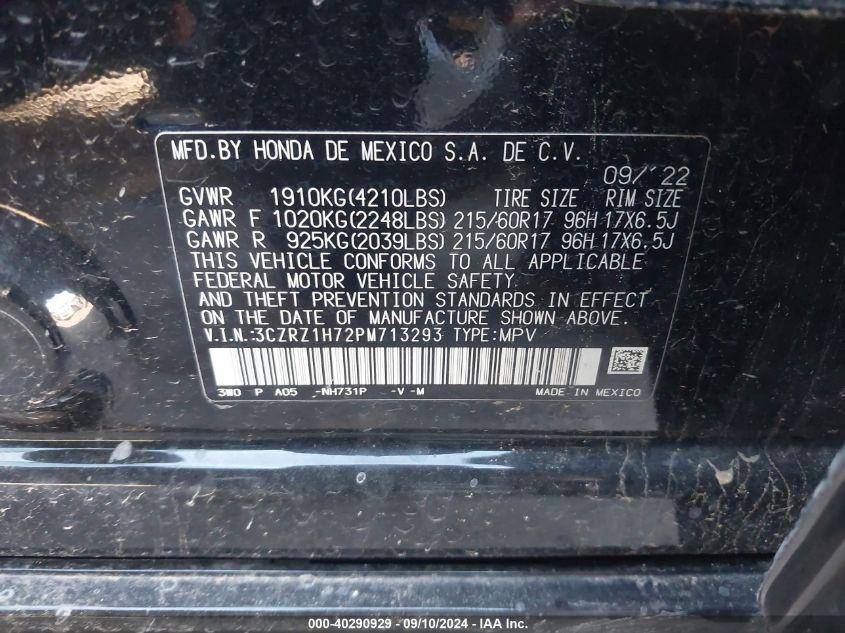 MFD.BY HONDA DE MEXICO S.A. DE C.V.
09/'22
GVWR 1910KG(4210LBS) TIRE SIZE RIM SIZE
GAWR F 1020KG(2248LBS) 215/60R17 96H 17X6.5J
GAWR R 925KG(2039LBS) 215/60R17 96H 17X6.5J
THIS VEHICLE CONFORMS TO ALL APPLICABLE
FEDERAL MOTOR VEHICLE SAFETY
AND THEFT PREVENTION STANDARDS IN EFFECT
ON THE DATE OF MANUFACTURE SHOWN ABOVE.
V.I.N.:3CZRZ1H72PM713293 TYPE:MPV
3W0 P A05 -NH731P -V -M MADE IN MEXICO
000-40290929 - 09/10/2024 - IAA Inc.